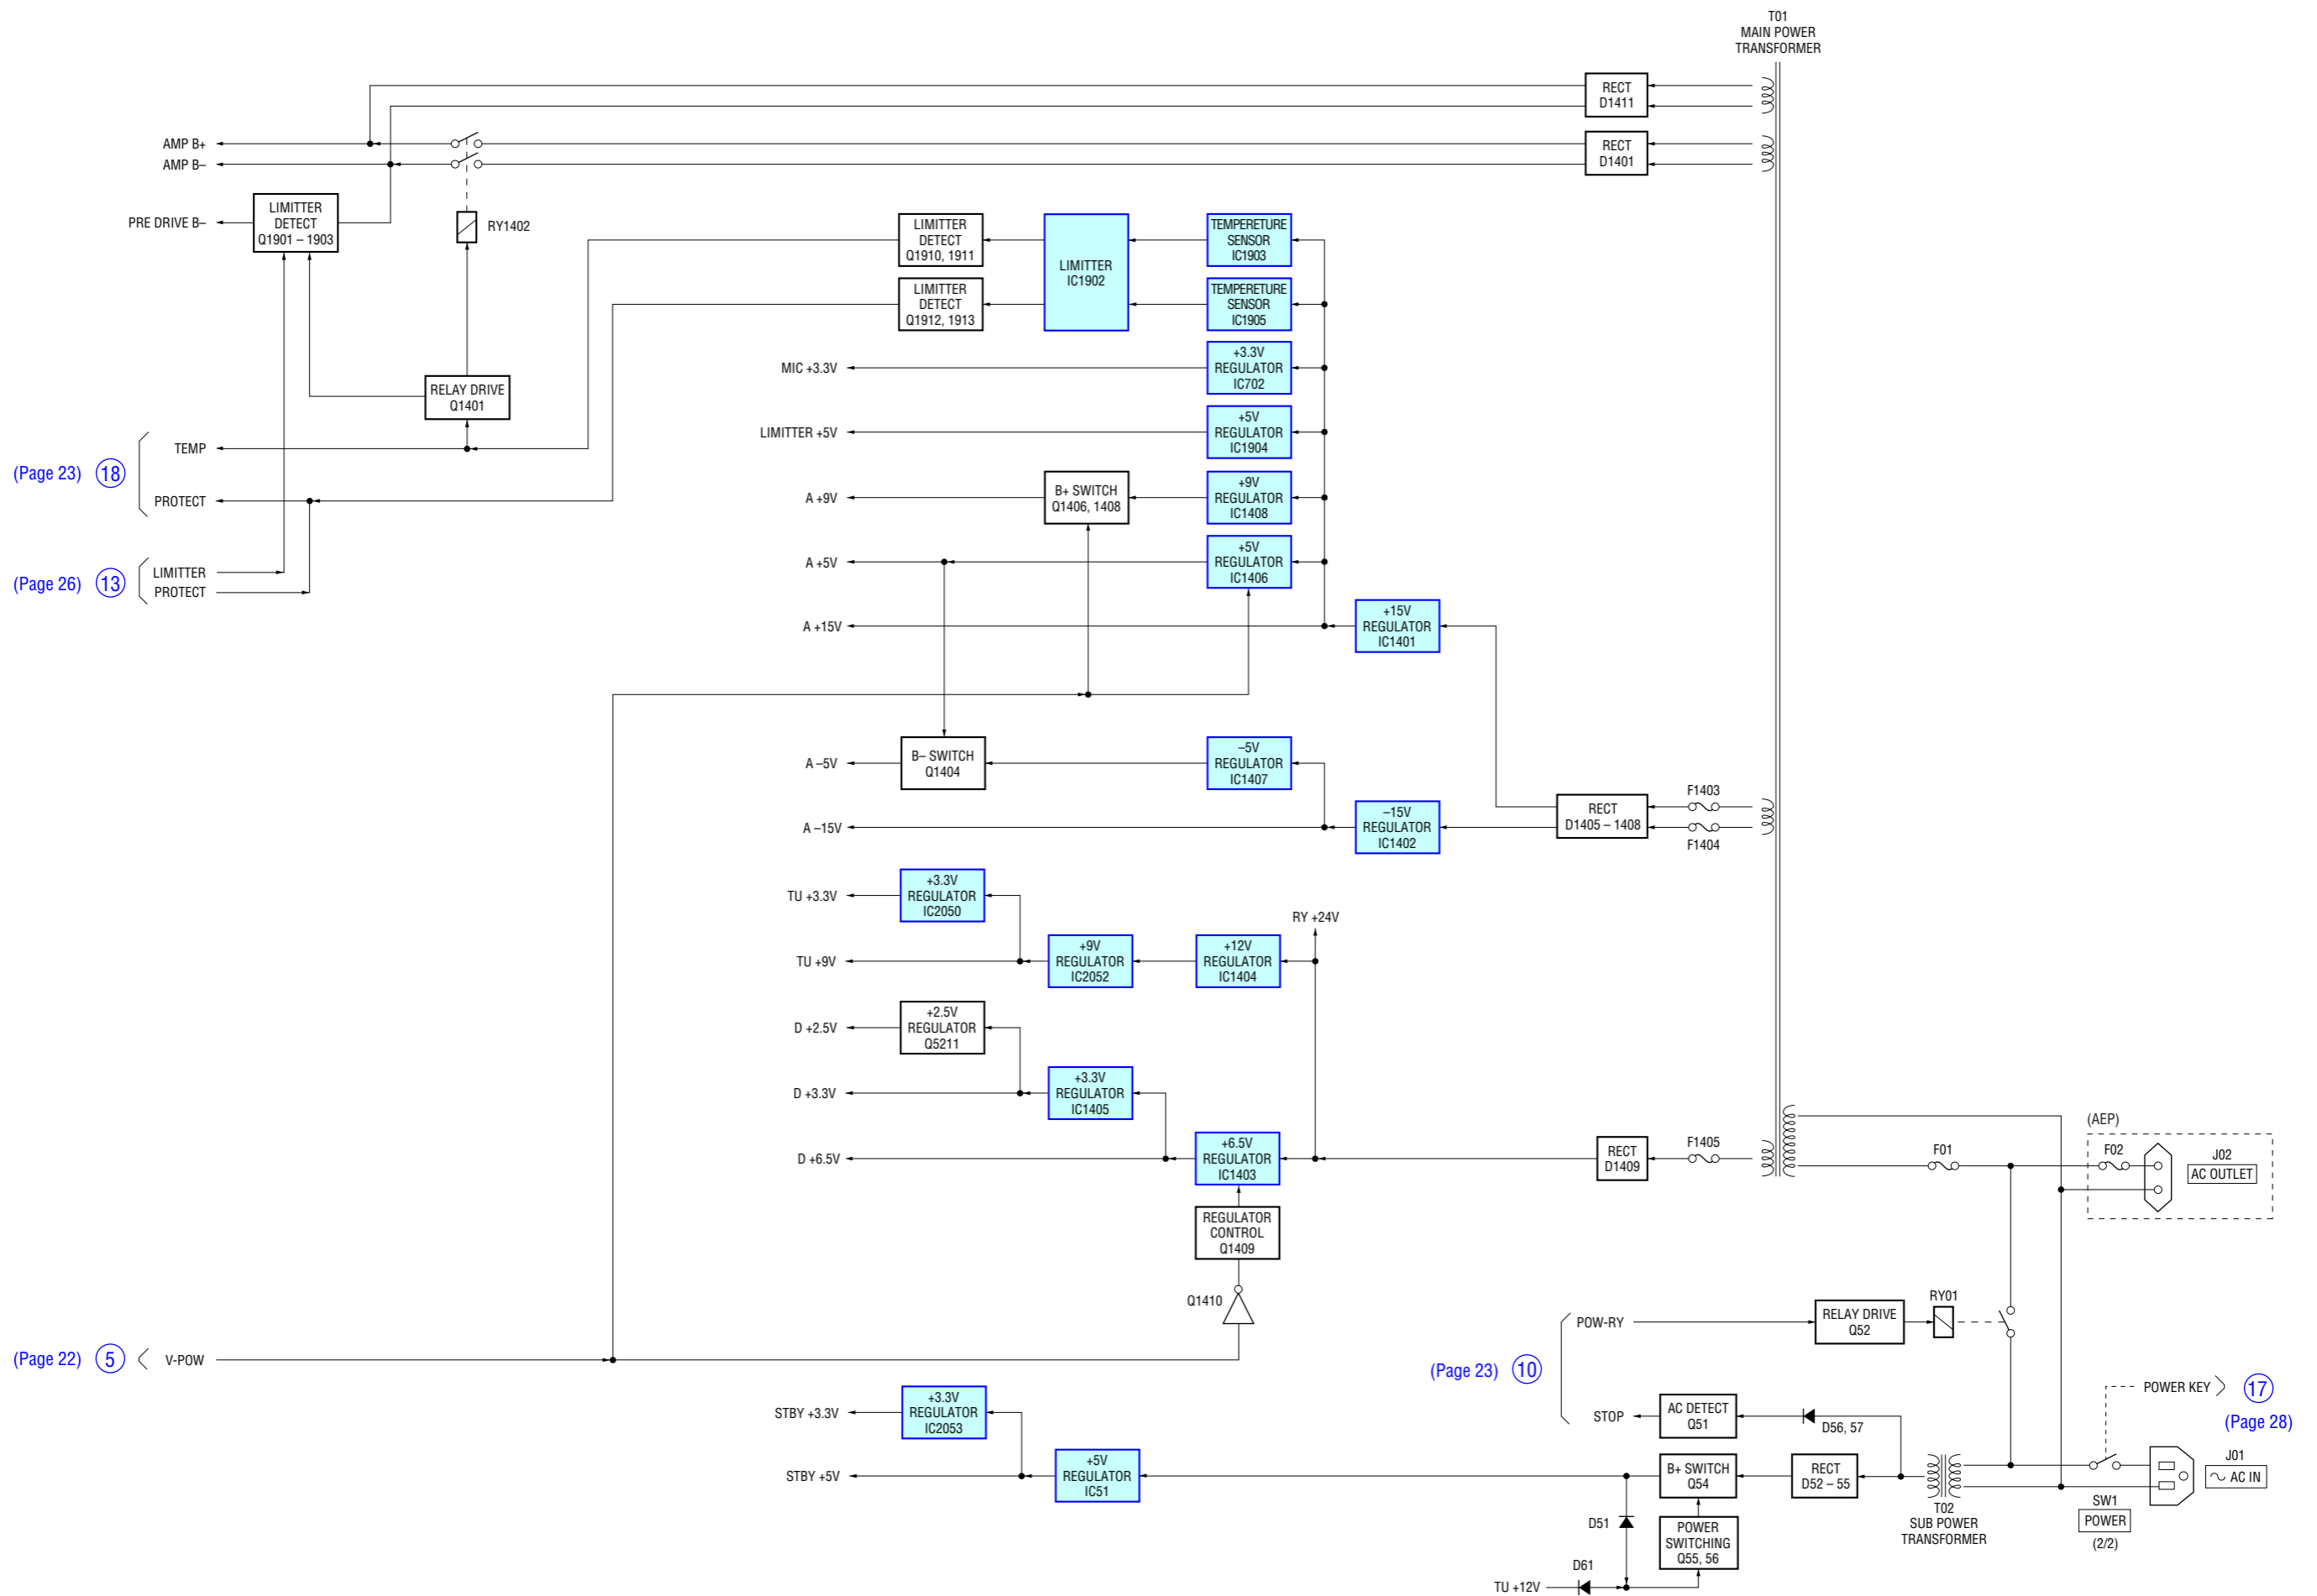 T01
MAIN POWER
TRANSFORMER
RECT
D1411
AMP B+
AMP B–
RECT
D1401
PRE DRIVE B–
LIMITTER
DETECT
Q1901 – 1903
RY1402
LIMITTER
DETECT
Q1910, 1911
LIMITTER
IC1902
TEMPERETURE
SENSOR
IC1903
LIMITTER
DETECT
Q1912, 1913
TEMPERETURE
SENSOR
IC1905
MIC +3.3V
+3.3V
REGULATOR
IC702
RELAY DRIVE
Q1401
LIMITTER +5V
+5V
REGULATOR
IC1904
(Page 23) 18
TEMP
PROTECT
A +9V
B+ SWITCH
Q1406, 1408
+9V
REGULATOR
IC1408
(Page 26) 13
LIMITTER
PROTECT
A +5V
+5V
REGULATOR
IC1406
A +15V
+15V
REGULATOR
IC1401
A –5V
B– SWITCH
Q1404
–5V
REGULATOR
IC1407
A –15V
–15V
REGULATOR
IC1402
RECT
D1405 – 1408
F1403
F1404
TU +3.3V
+3.3V
REGULATOR
IC2050
RY +24V
TU +9V
+9V
REGULATOR
IC2052
+12V
REGULATOR
IC1404
D +2.5V
+2.5V
REGULATOR
Q5211
D +3.3V
+3.3V
REGULATOR
IC1405
D +6.5V
+6.5V
REGULATOR
IC1403
RECT
D1409
F1405
F01
(AEP)
F02
J02
AC OUTLET
REGULATOR
CONTROL
Q1409
Q1410
(Page 22) 5
V-POW
(Page 23) 10
POW-RY
RELAY DRIVE
Q52
RY01
STOP
AC DETECT
Q51
D56, 57
POWER KEY
17
(Page 28)
STBY +3.3V
+3.3V
REGULATOR
IC2053
STBY +5V
+5V
REGULATOR
IC51
B+ SWITCH
Q54
RECT
D52 – 55
T02
SUB POWER
TRANSFORMER
SW1
POWER
(2/2)
J01
AC IN
D51
POWER
SWITCHING
Q55, 56
D61
TU +12V